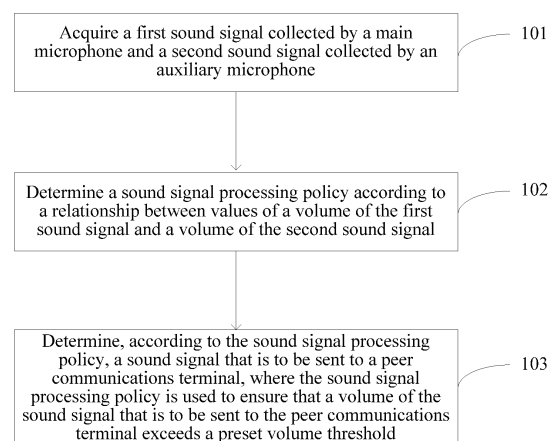 Acquire a first sound signal collected by a main
microphone and a second sound signal collected by an
auxiliary microphone
101
Determine a sound signal processing policy according to
a relationship between values of a volume of the first
sound signal and a volume of the second sound signal
102
Determine, according to the sound signal processing
policy, a sound signal that is to be sent to a peer
communications terminal, where the sound signal
processing policy is used to ensure that a volume of the
sound signal that is to be sent to the peer communications
terminal exceeds a preset volume threshold
103